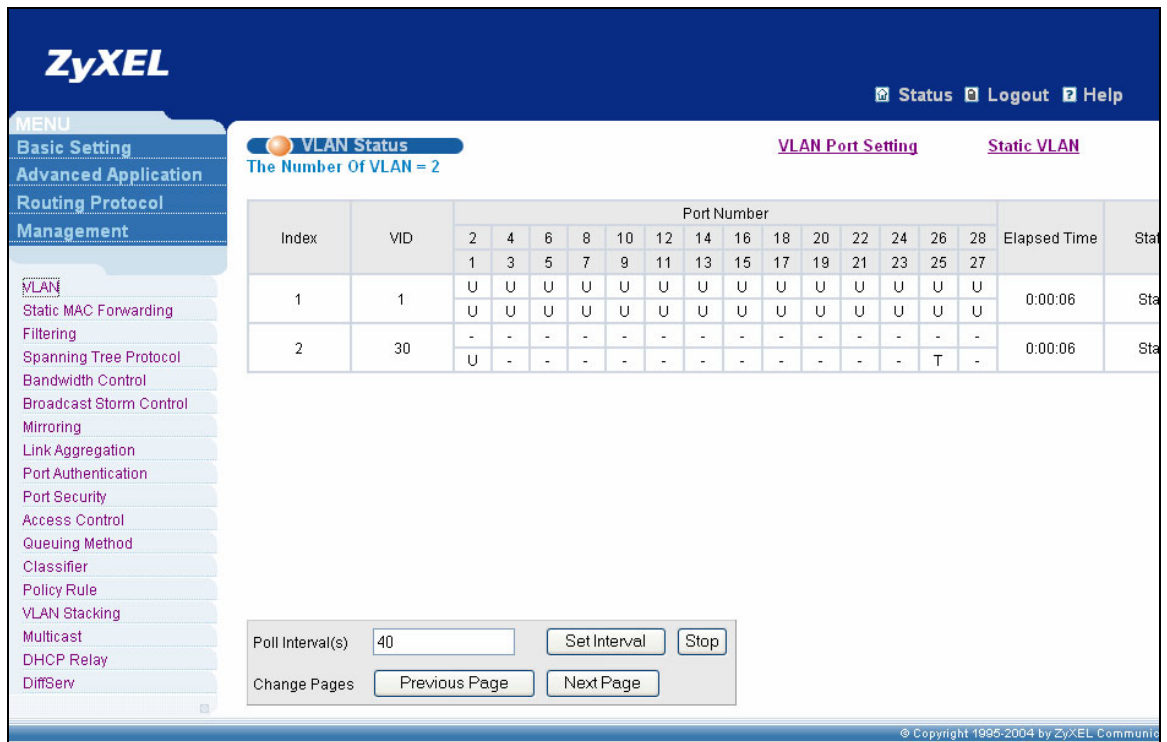 ZyXEL
Status Logout Help
MENU
Basic Setting
Advanced Application
Routing Protocol
Management
VLAN
Static MAC Forwarding
Filtering
Spanning Tree Protocol
Bandwidth Control
Broadcast Storm Control
Mirroring
Link Aggregation
Port Authentication
Port Security
Access Control
Queuing Method
Classifier
Policy Rule
VLAN Stacking
Multicast
DHCP Relay
DiffServ
VLAN Status VLAN Port Setting Static VLAN
The Number Of VLAN = 2
Index VID Port Number Elapsed Time Stat
2 4 6 8 10 12 14 16 18 20 22 24 26 28
1 3 5 7 9 11 13 15 17 19 21 23 25 27
1 1 0:00:06 Sta
U U U U U U U U U U U U U U
U U U U U U U U U U U U U U
2 30 0:00:06 Sta
- - - - - - - - - - - - - -
U - - - - - - - - - - - T -
Poll Interval(s) 40 Set Interval Stop
Change Pages Previous Page Next Page
© Copyright 1995-2004 by ZyXEL Communic